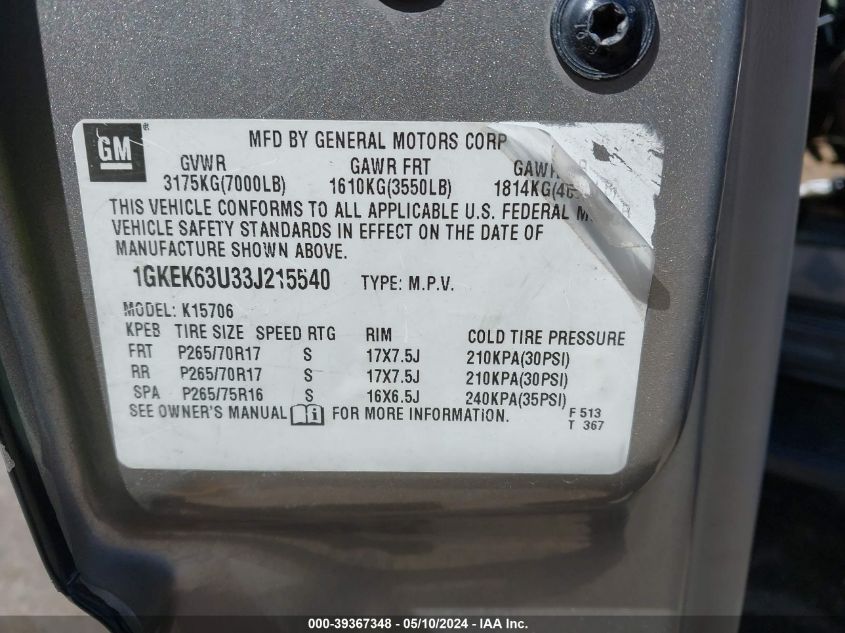 GM
MFD BY GENERAL MOTORS CORP
GVWR GAWR FRT
3175KG(7000LB) 1610KG(3550LB) 1814KG
THIS VEHICLE CONFORMS TO ALL APPLICABLE U.S. FEDERAL
VEHICLE SAFETY STANDARDS IN EFFECT ON THE DATE OF
MANUFACTURE SHOWN ABOVE.
1GKEK63U33J215540 TYPE: M.P.V.
MODEL: K15706
KPEB TIRE SIZE SPEED RTG RIM COLD TIRE PRESSURE
FRT P265/70R17 S 17X7.5J 210KPA(30PSI)
RR P265/70R17 S 17X7.5J 210KPA(30PSI)
SPA P265/75R16 S 16X6.5J 240KPA(35PSI)
SEE OWNER'S MANUAL i FOR MORE INFORMATION.
F 513
T 367
000-39367348 - 05/10/2024 - IAA Inc.